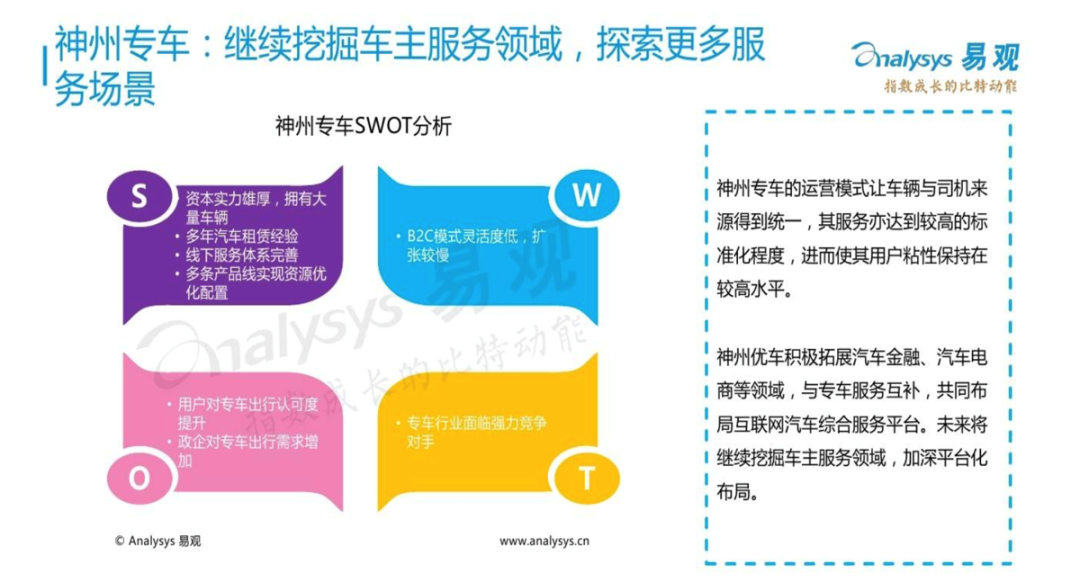 神州专车：继续挖掘车主服务领域，探索更多服
务场景
Analysys 易观
指数成长的比特动能
神州专车SWOT分析
S
资本实力雄厚，拥有大
量车辆
• 多年汽车租赁经验
• 线下服务体系完善
• 多条产品线实现资源优
化配置
W
• B2C模式灵活度低，扩
张较慢
O
• 用户对专车出行认可度
提升
• 政企对专车出行需求增
加
T
• 专车行业面临强力竞争
对手
Analysys 易观
指数成长的比特动能
神州专车的运营模式让车辆与司机来
源得到统一，其服务亦达到较高的标
准化程度，进而使其用户粘性保持在
较高水平。
神州优车积极拓展汽车金融、汽车电
商等领域，与专车服务互补，共同布
局互联网汽车综合服务平台。未来将
继续挖掘车主服务领域，加深平台化
布局。
© Analysys 易观
www.analysys.cn